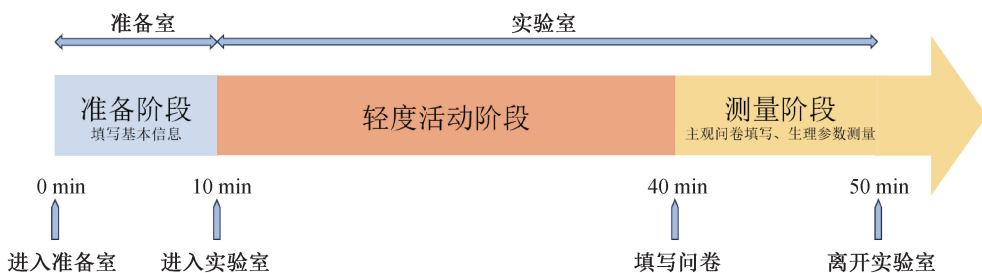 准备室
实验室
准备阶段
填写基本信息
轻度活动阶段
测量阶段
主观问卷填写、生理参数测量
0 min
10 min
40 min
50 min
进入准备室
进入实验室
填写问卷
离开实验室